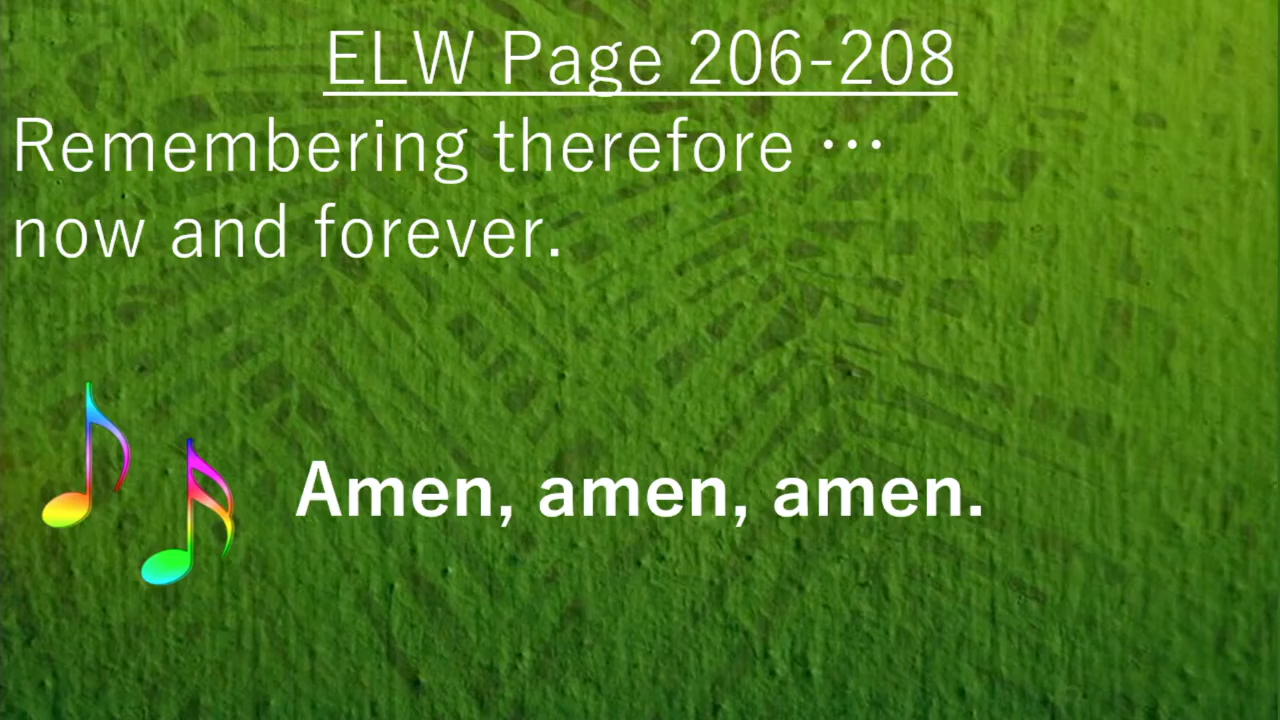 ELW Page 206-208
Remembering therefore ⋯
now and forever.
Amen, amen, amen.